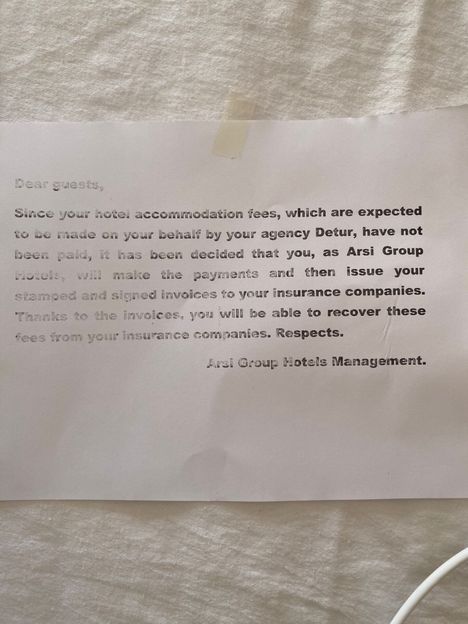 Dear guests,
Since your hotel accommodation fees, which are expected
to be made on your behalf by your agency Detur, have not
been paid, it has been decided that you, as Arsi Group
Hotels, will make the payments and then issue your
stamped and signed invoices to your insurance companies.
Thanks to the invoices, you will be able to recover these
fees from your insurance companies. Respects.
Arsi Group Hotels Management.